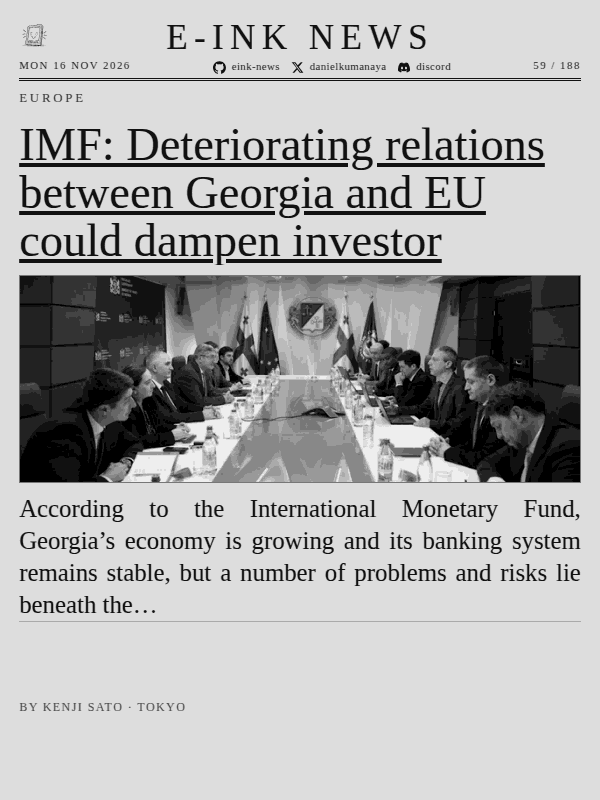 E-INK NEWS
MON 16 NOV 2026
eink-news
danielkumanaya
discord
59 / 188
EUROPE
IMF: Deteriorating relations
between Georgia and EU
could dampen investor
According to the International Monetary Fund,
Georgia’s economy is growing and its banking system
remains stable, but a number of problems and risks lie
beneath the…
BY KENJI SATO · TOKYO